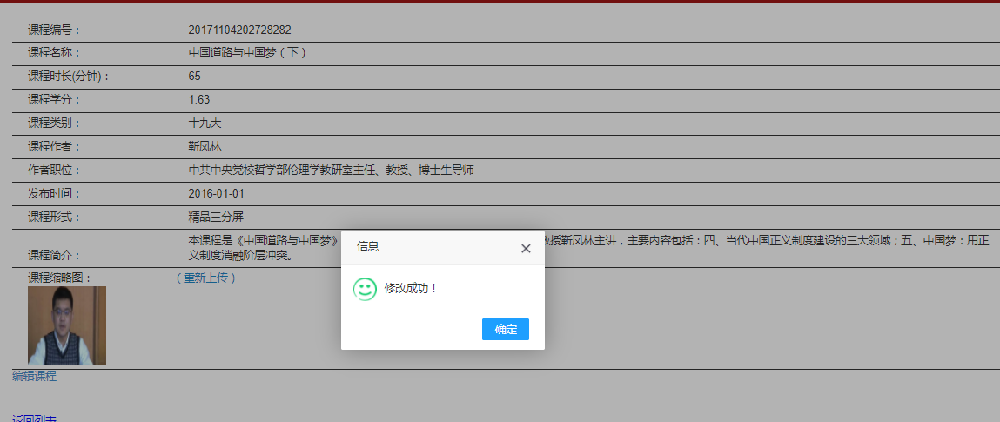 课程编号： 20171104202728282
课程名称： 中国道路与中国梦（下）
课程时长(分钟)： 65
课程学分： 1.63
课程类别： 十九大
课程作者： 靳凤林
作者职位： 中共中央党校哲学部伦理学教研室主任、教授、博士生导师
发布时间： 2016-01-01
课程形式： 精品三分屏
本课程是《中国道路与中国梦》 教授靳凤林主讲，主要内容包括：四、当代中国正义制度建设的三大领域；五、中国梦：用正
课程简介： 义制度消融阶层冲突。
课程缩略图： （重新上传）
信息
修改成功！
确定
编辑课程
返回列表